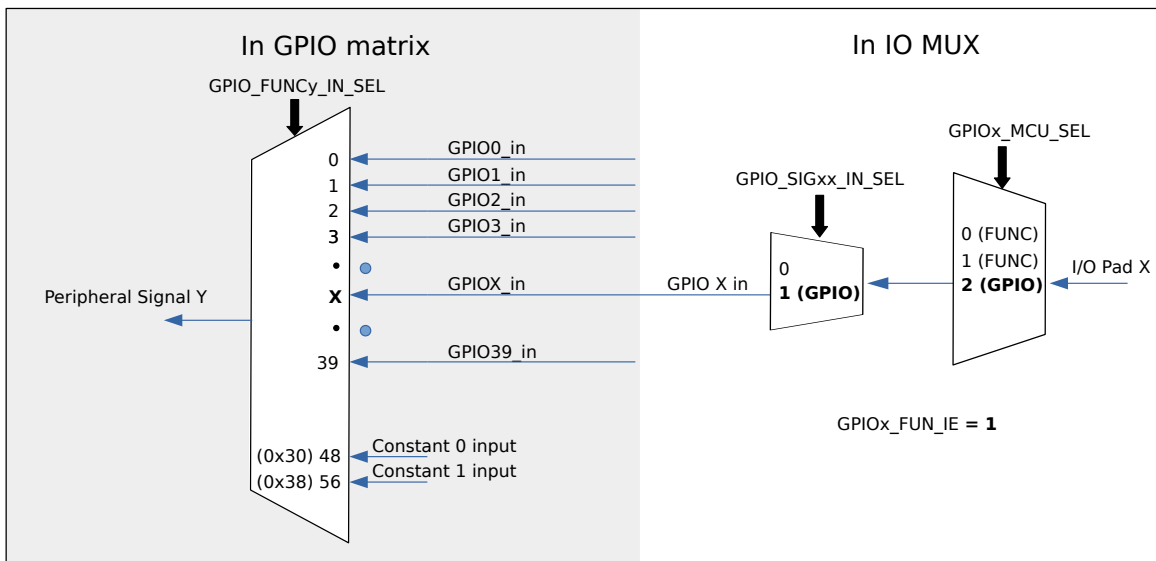 In GPIO matrix
In IO MUX
GPIO_FUNCy_IN_SEL
GPIOx_MCU_SEL
GPIO_SIGxx_IN_SEL
0
GPIO0_in
1
GPIO1_in
2
GPIO2_in
3
GPIO3_in
X
GPIOX_in
39
GPIO39_in
(0x30) 48
Constant 0 input
(0x38) 56
Constant 1 input
Peripheral Signal Y
GPIO X in
0
1 (GPIO)
0 (FUNC)
1 (FUNC)
2 (GPIO)
I/O Pad X
GPIOx_FUN_IE = 1